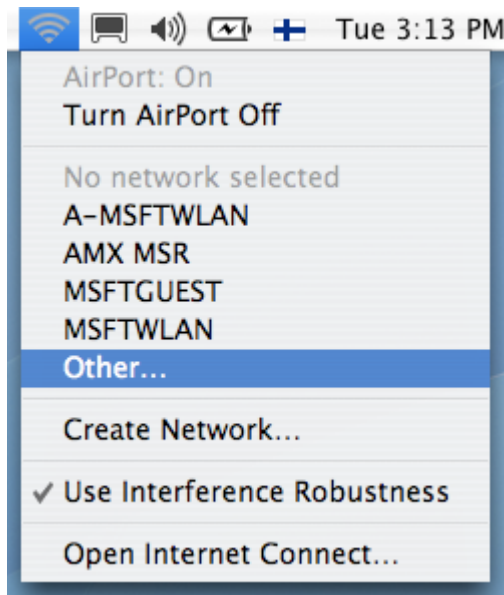 Tue 3:13 PM
AirPort: On
Turn AirPort Off
No network selected
A-MSFTWLAN
AMX MSR
MSFTGUEST
MSFTWLAN
Other...
Create Network...
Use Interference Robustness
Open Internet Connect...